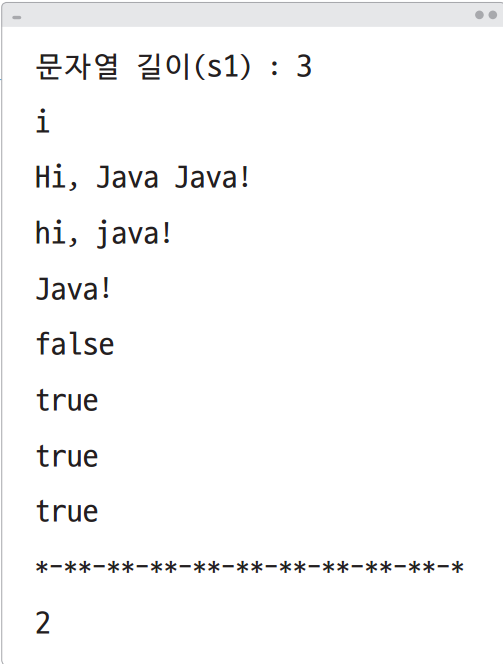 문자열 길이(s1) : 3
i
Hi, Java Java!
hi, java!
Java!
false
true
true
true
*-**-**-**-**-**-**-**-**-**-*
2